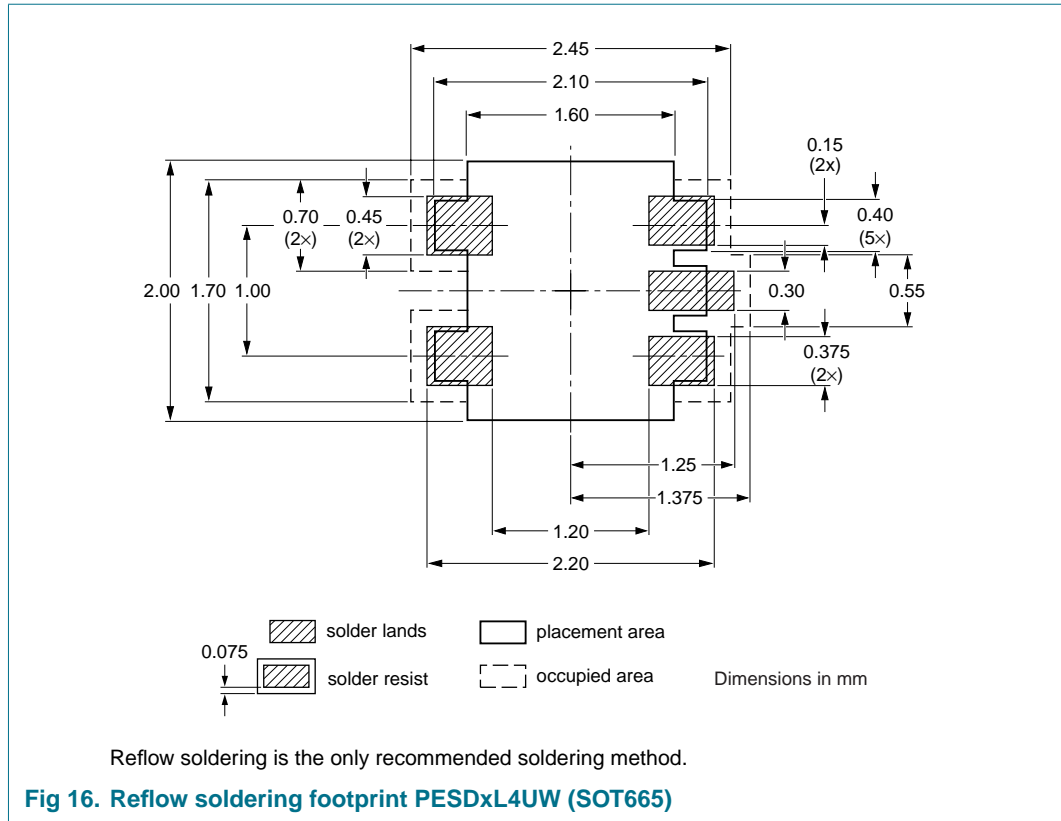 2.45
2.10
1.60
0.15
(2x)
0.70
(2×)
0.45
(2×)
0.40
(5×)
2.00
1.70
1.00
0.30
0.55
0.375
(2×)
1.25
1.375
1.20
2.20
solder lands
placement area
0.075
solder resist
occupied area
Dimensions in mm
Reflow soldering is the only recommended soldering method.
Fig 16. Reflow soldering footprint PESDxL4UW (SOT665)